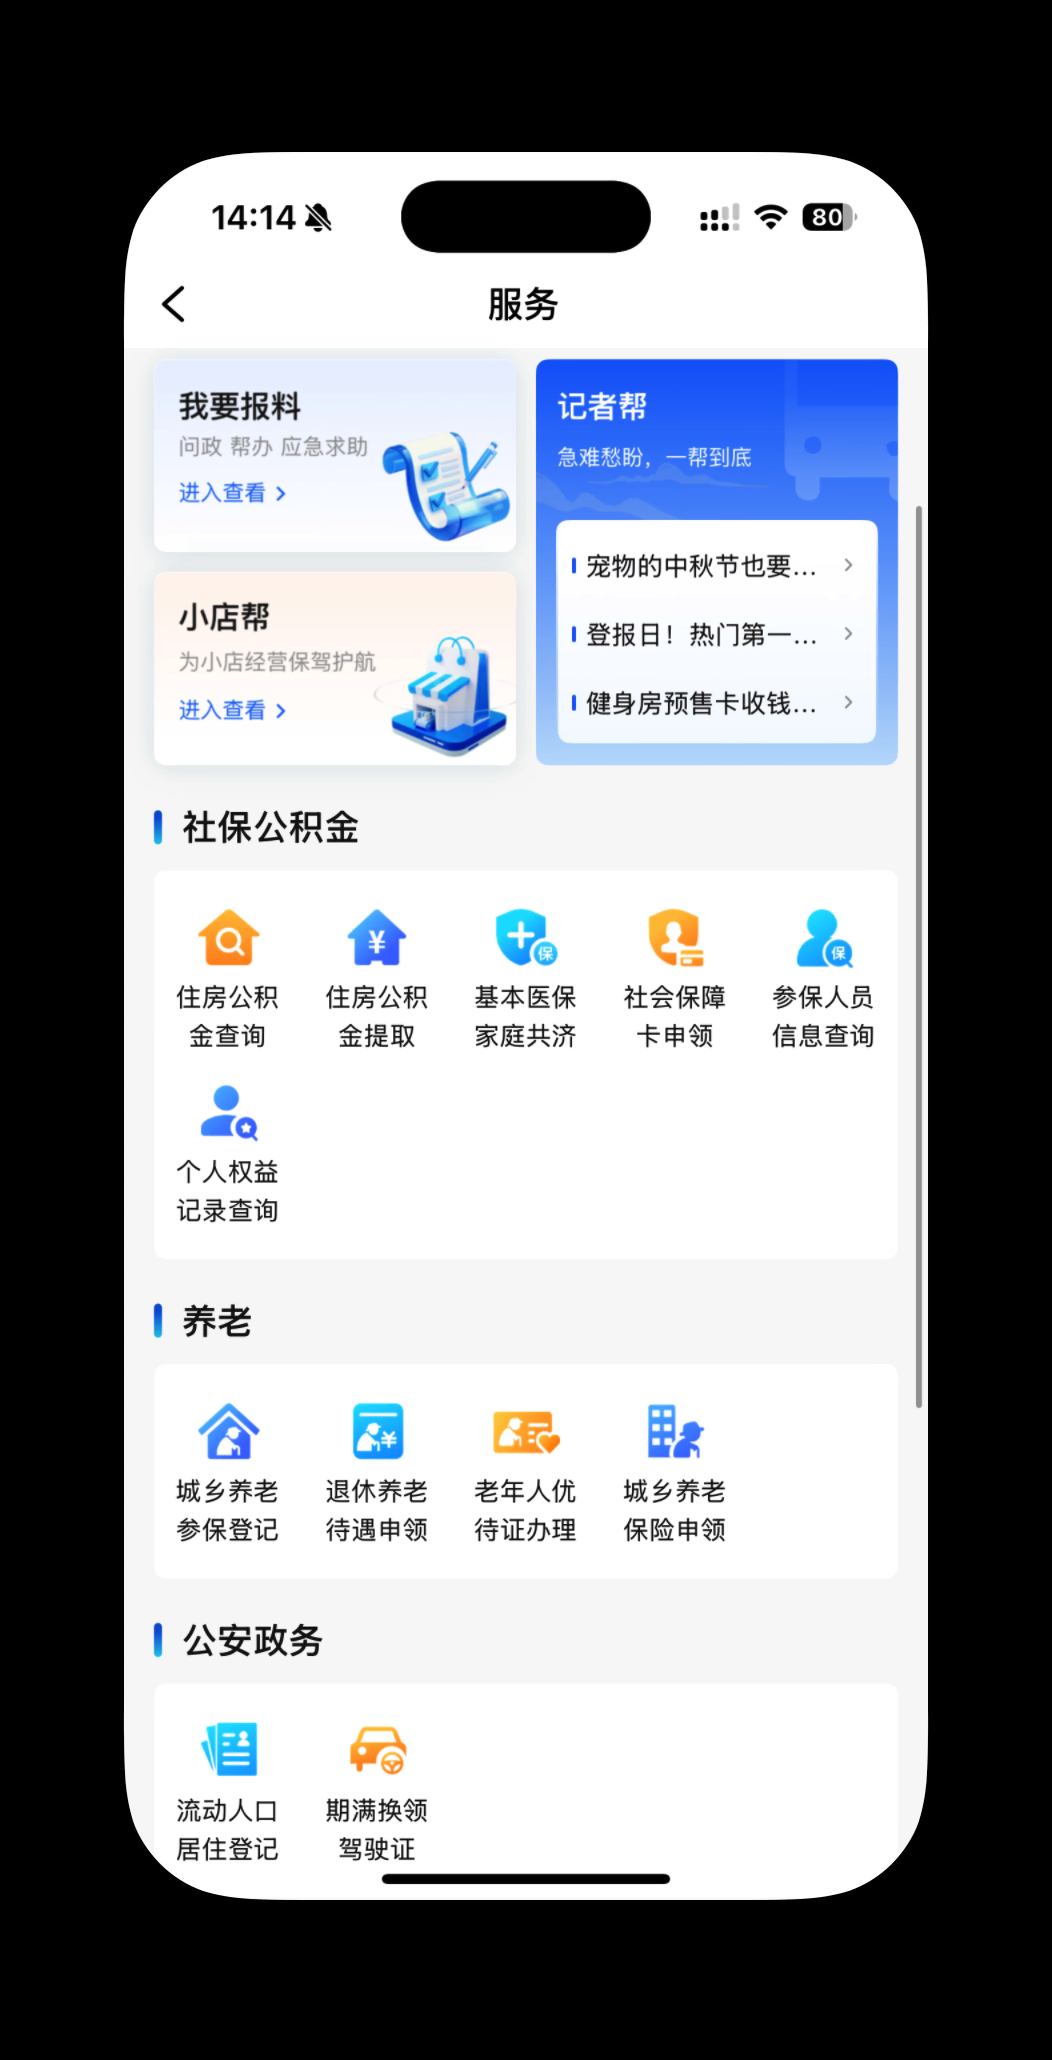 14:14
80
服务
我要报料
问政 帮办 应急求助
进入查看
小店帮
为小店经营保驾护航
进入查看
记者帮
急难愁盼，一帮到底
宠物的中秋节也要...
登报日！热门第一...
健身房预售卡收钱...
社保公积金
住房公积
金查询
¥
住房公积
金提取
保
基本医保
家庭共济
社会保障
卡申领
保
参保人员
信息查询
个人权益
记录查询
养老
城乡养老
参保登记
¥
退休养老
待遇申领
老年人优
待证办理
城乡养老
保险申领
公安政务
流动人口
居住登记
期满换领
驾驶证